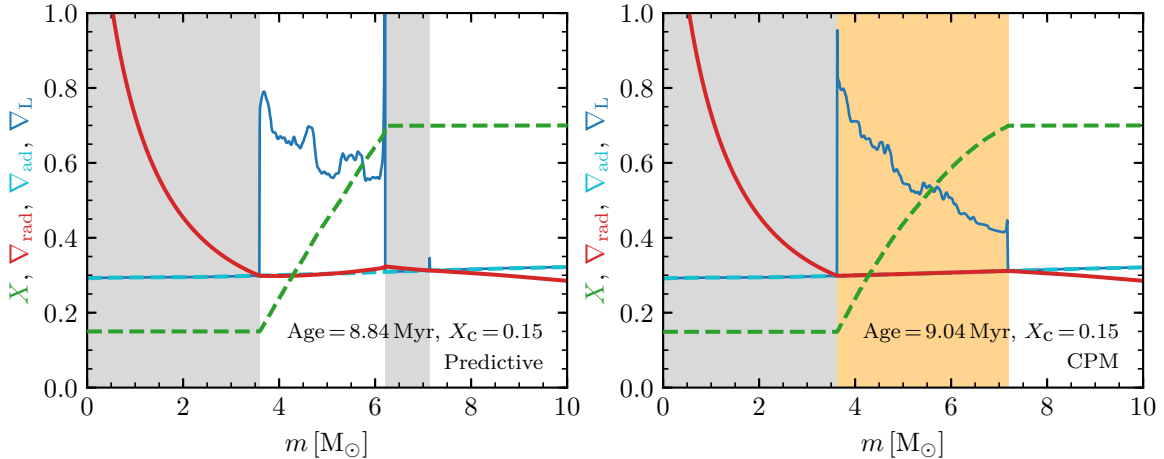 X, ∇rad, ∇ad, ∇L
1.0
0.8
0.6
0.4
0.2
0.0
Age = 8.84 Myr, Xc = 0.15
Predictive
0 2 4 6 8 10
m [M⊙]
X, ∇rad, ∇ad, ∇L
1.0
0.8
0.6
0.4
0.2
0.0
Age = 9.04 Myr, Xc = 0.15
CPM
0 2 4 6 8 10
m [M⊙]